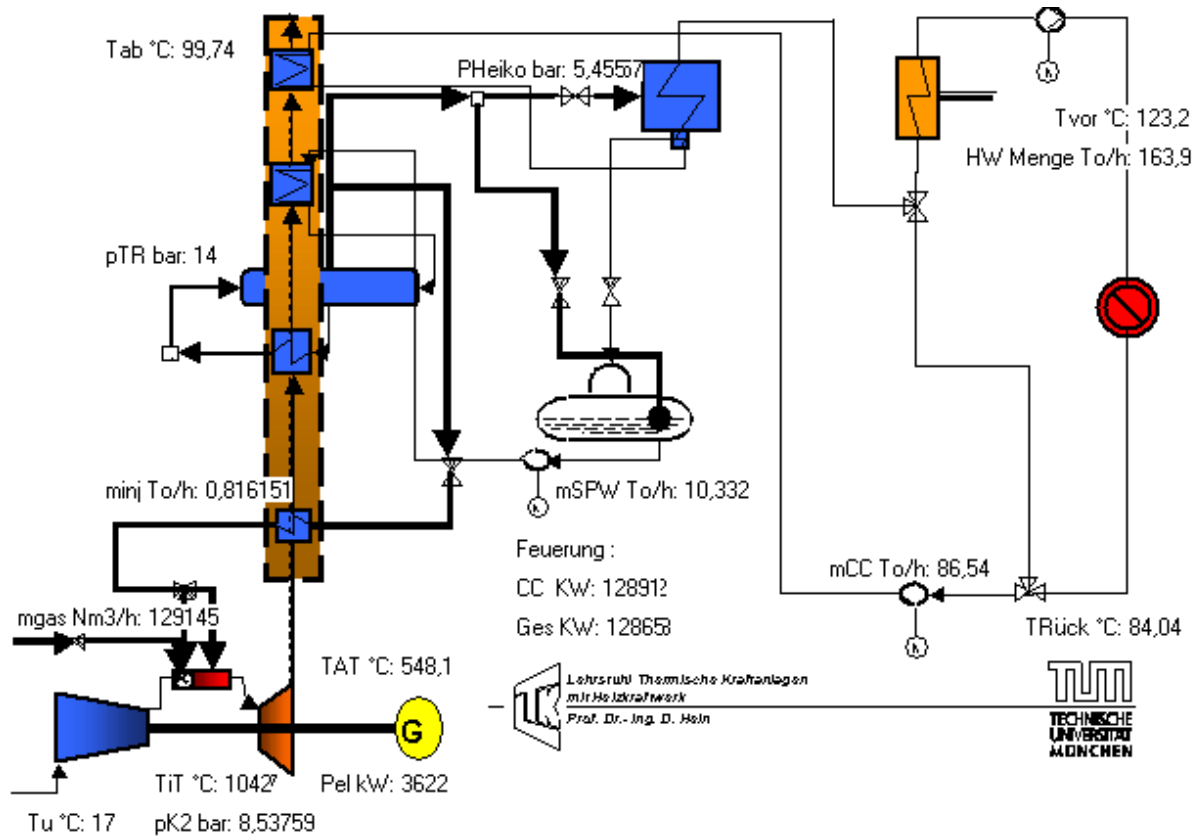 Tab °C: 99,74
PHeiko bar: 5,4556
Tvor °C: 123,2
HW Menge To/h: 163,9
pTR bar: 14
minj To/h: 0,816151
mSPW To/h: 10,332
Feuerung :
CC KW: 12891
Ges KW: 12865
mCC To/h: 86,54
mgas Nm3/h: 129145
TRück °C: 84,04
TAT °C: 548,1
Lehrstuhl Thermische Kraftanlagen
mit Heizkraftwerk
Prof. Dr.- Ing. D. Hein
TUM
TECHNISCHE
UNIVERSITÄT
MÜNCHEN
G
TiT °C: 1042
Pel kW: 3622
Tu °C: 17
pK2 bar: 8,53759